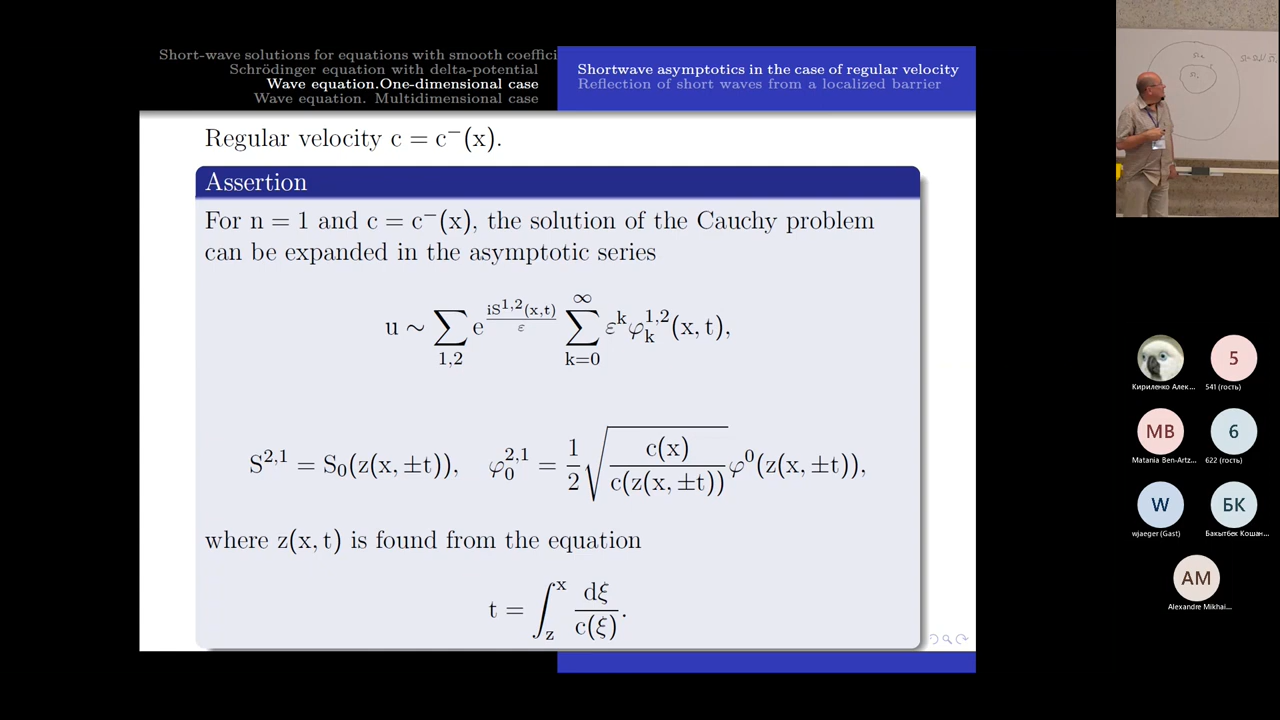 Short-wave solutions for equations with smooth coeffici
Schrödinger equation with delta-potential
Wave equation.One-dimensional case
Wave equation. Multidimensional case
Shortwave asymptotics in the case of regular velocity
Reflection of short waves from a localized barrier
Regular velocity c = c⁻(x).
Assertion
For n = 1 and c = c⁻(x), the solution of the Cauchy problem
can be expanded in the asymptotic series
u ∼ ∑_{1,2} e^{iS^{1,2}(x,t)/ε} ∑_{k=0}^{∞} ε^k φ_k^{1,2}(x, t),
S^{2,1} = S_0(z(x, ±t)), φ_0^{2,1} = 1/2 √(c(x)/c(z(x, ±t))) φ^0(z(x, ±t)),
where z(x, t) is found from the equation
t = ∫_z^x dξ/c(ξ).
Кириленко Алек...
5
541 (гость)
MB
Matania Ben-Artz...
6
622 (гость)
W
wjaeger (Gast)
БК
Бакытбек Кошан...
AM
Alexandre Mikhai...